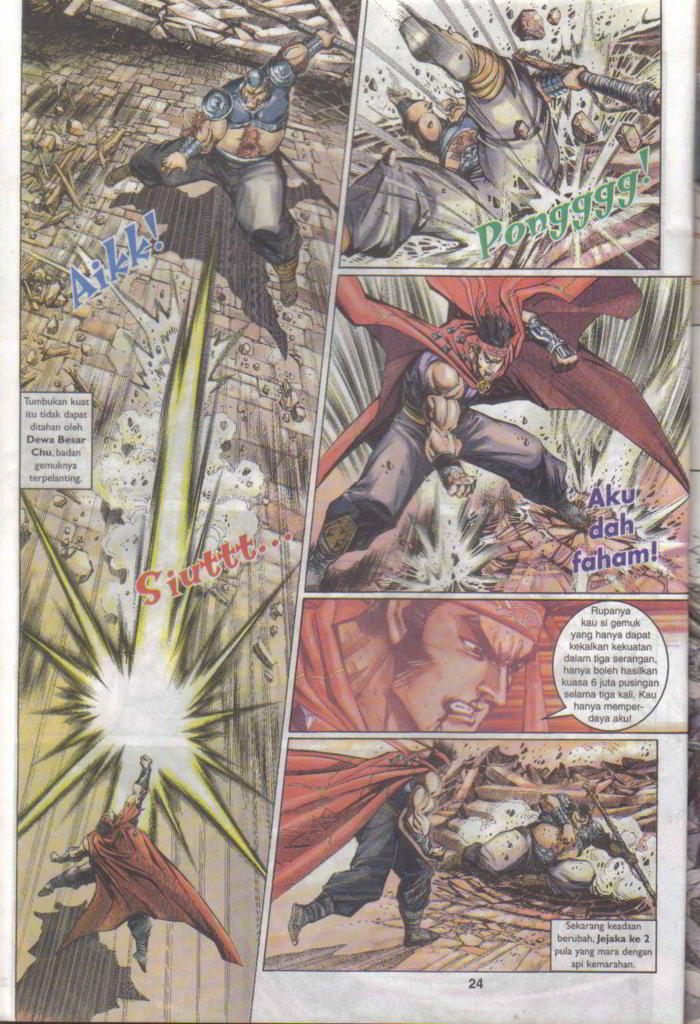 Aikk!
Tumbukan kuat
itu tidak dapat
ditahan oleh
Dewa Besar
Chu, badan
gemuknya
terpelanting.
Siuttt...
Pongggg!
Aku
dah
faham!
Rupanya
kau si gemuk
yang hanya dapat
kekalkan kekuatan
dalam tiga serangan,
hanya boleh hasilkan
kuasa 6 juta pusingan
selama tiga kali. Kau
hanya memper-
daya aku!
Sekarang keadaan
berubah, Jejaka ke 2
pula yang mara dengan
api kemarahan.
24